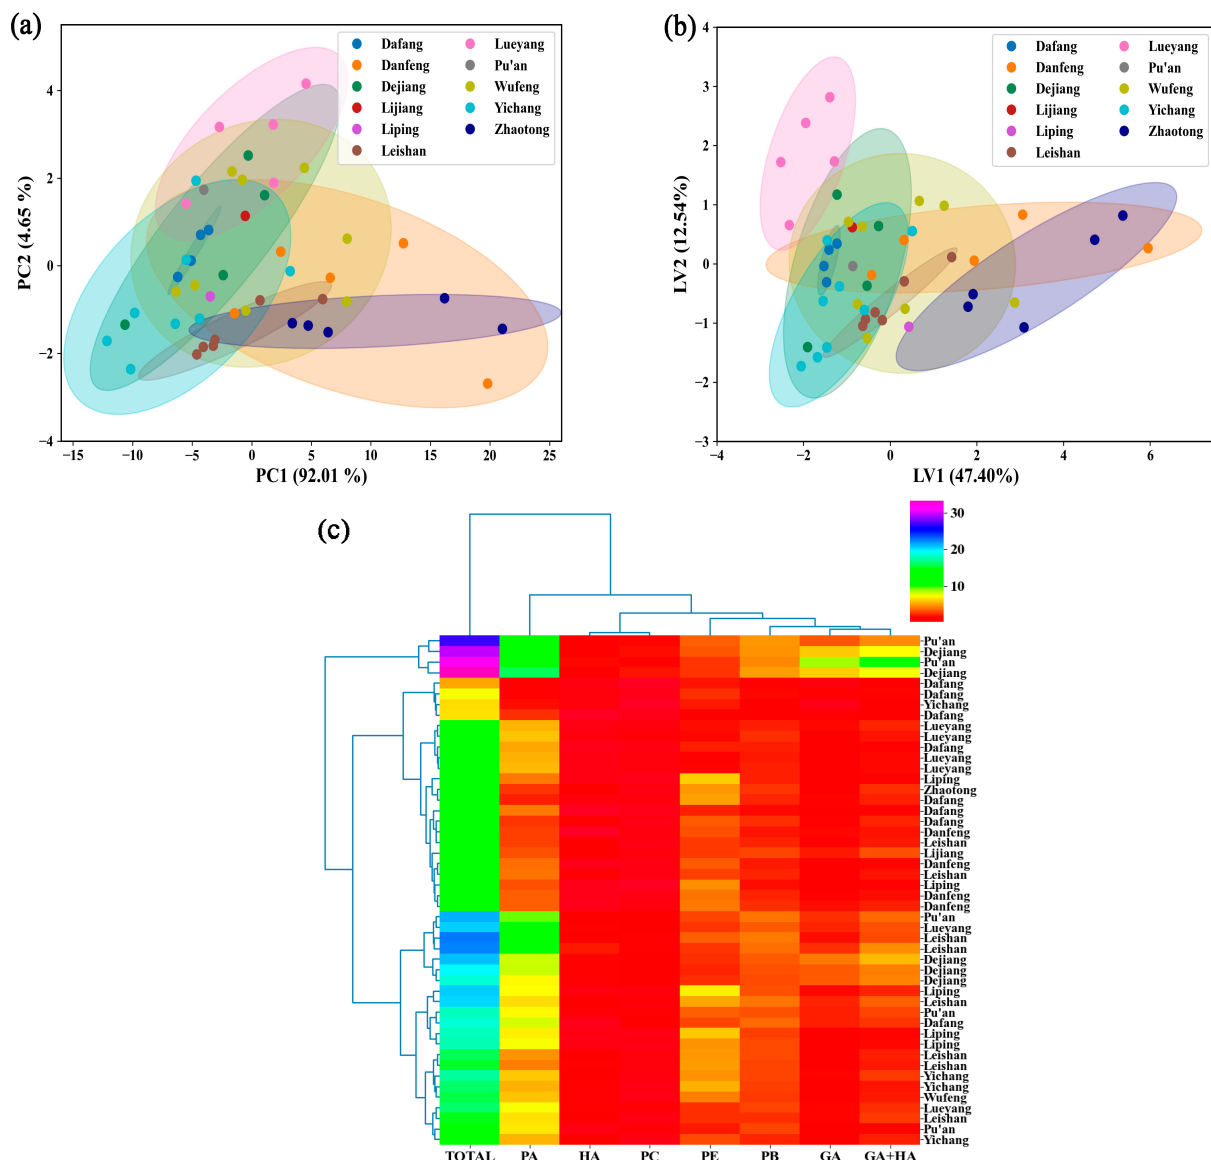 (a)
Dafang
Danfeng
Dejiang
Lijiang
Liping
Leishan
Lueyang
Pu'an
Wufeng
Yichang
Zhaotong
4
2
0
−2
−4
PC2 (4.65 %)
−15 −10 −5 0 5 10 15 20 25
PC1 (92.01 %)
(b)
Dafang
Danfeng
Dejiang
Lijiang
Liping
Leishan
Lueyang
Pu'an
Wufeng
Yichang
Zhaotong
4
3
2
1
0
−1
−2
−3
LV2 (12.54%)
−4 −2 0 2 4 6
LV1 (47.40%)
(c)
30
20
10
Pu'an
Dejiang
Pu'an
Dejiang
Dafang
Dafang
Yichang
Dafang
Lueyang
Lueyang
Dafang
Lueyang
Lueyang
Liping
Zhaotong
Dafang
Dafang
Dafang
Danfeng
Leishan
Lijiang
Danfeng
Leishan
Liping
Danfeng
Danfeng
Pu'an
Lueyang
Leishan
Leishan
Dejiang
Dejiang
Dejiang
Liping
Leishan
Pu'an
Dafang
Liping
Liping
Leishan
Leishan
Yichang
Yichang
Wufeng
Lueyang
Leishan
Pu'an
Yichang
TOTAL PA HA PC PE PB GA GA+HA